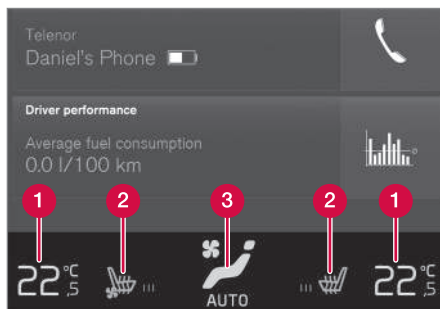 Telenor
Daniel's Phone
Driver performance
Average fuel consumption
0.0 l/100 km
1 2 3 2 1
22,5 °C AUTO 22,5 °C